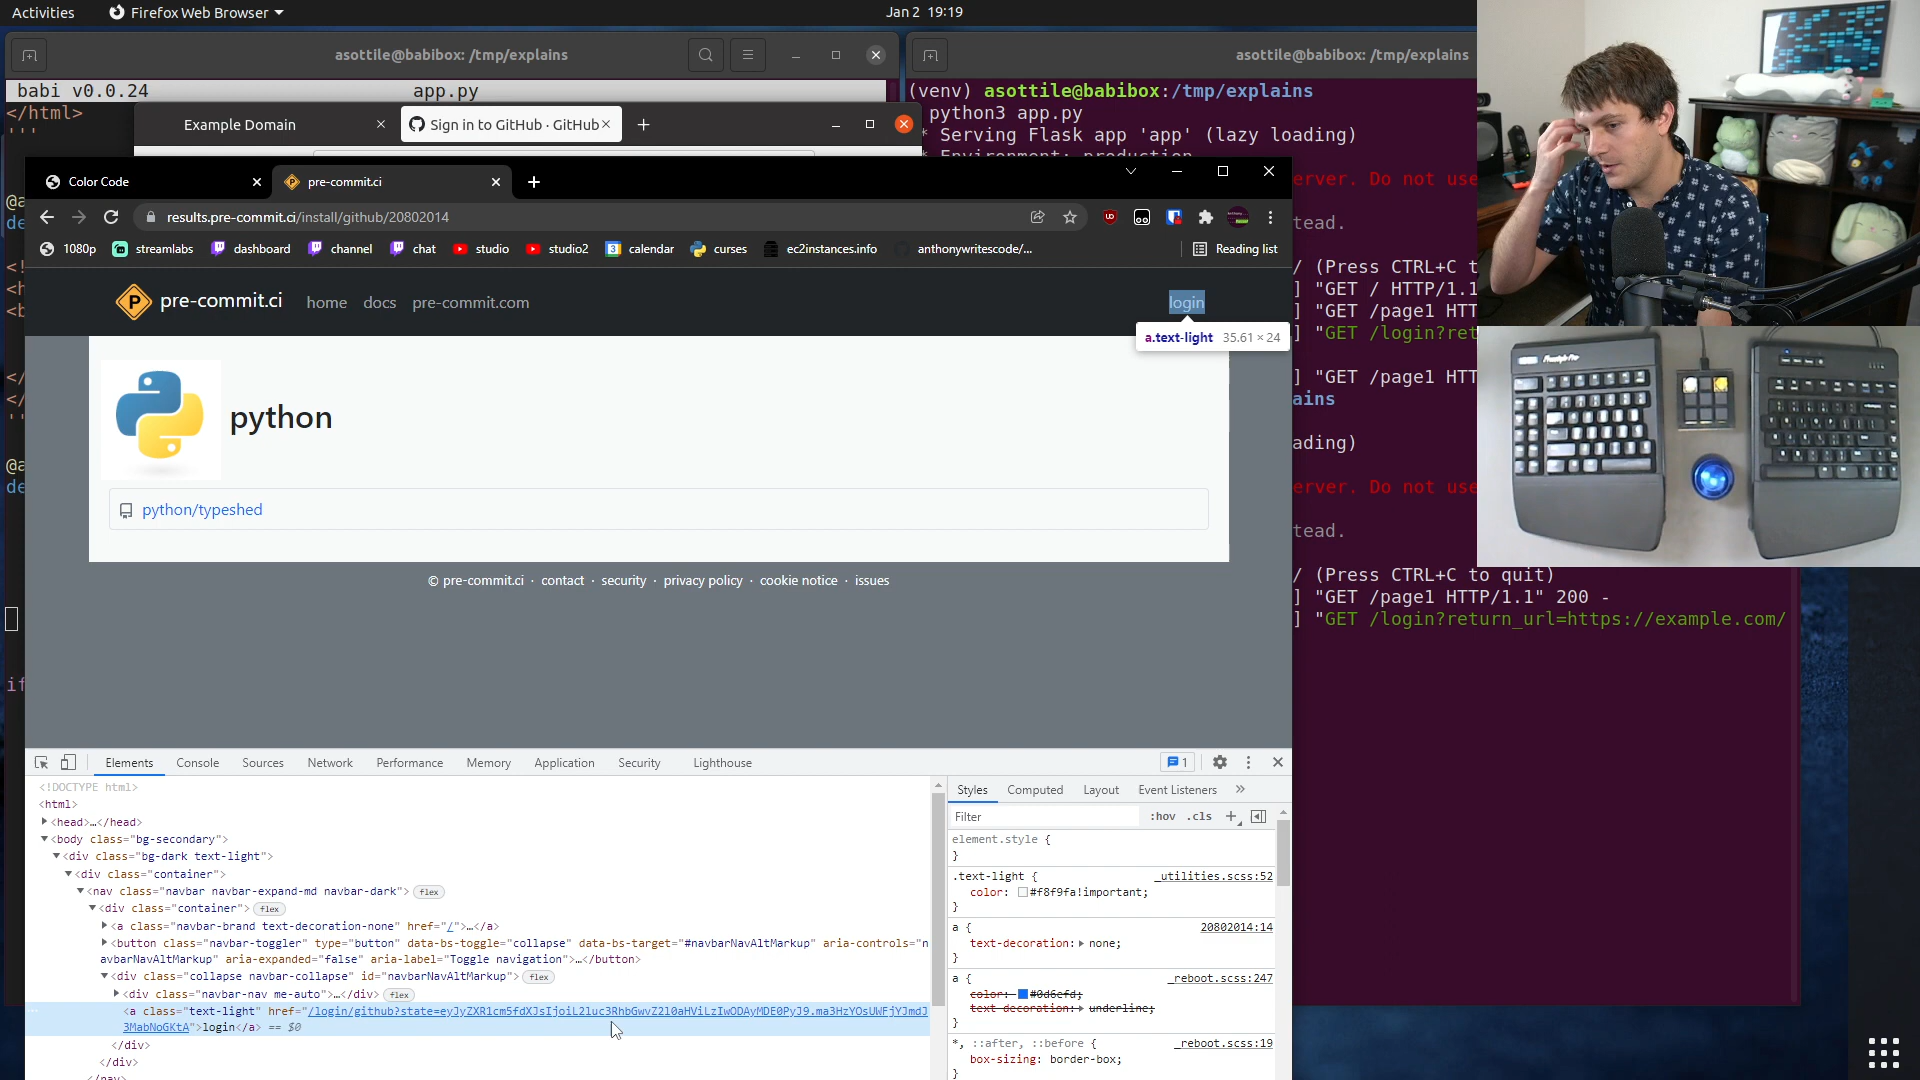 Activities
Firefox Web Browser
Jan 2 19:19
asottile@babibox: /tmp/explains
asottile@babibox: /tmp/explains
babi v0.0.24
app.py
</html>
'''
(venv) asottile@babibox:/tmp/explains
python3 app.py
* Serving Flask app 'app' (lazy loading)
Example Domain
Sign in to GitHub · GitHub
Color Code
pre-commit.ci
results.pre-commit.ci/install/github/20802014
1080p
streamlabs
dashboard
channel
chat
studio
studio2
calendar
curses
ec2instances.info
anthonywritescode/...
Reading list
pre-commit.ci
home
docs
pre-commit.com
login
a.text-light 35.61 × 24
python
python/typeshed
© pre-commit.ci · contact · security · privacy policy · cookie notice · issues
erver. Do not use
tead.
/ (Press CTRL+C t
] "GET / HTTP/1.1
] "GET /page1 HTT
] "GET /login?ret
] "GET /page1 HTT
ains
ading)
erver. Do not use
tead.
/ (Press CTRL+C to quit)
] "GET /page1 HTTP/1.1" 200 -
] "GET /login?return_url=https://example.com/
@a
de
<!
<h
<b
</
</
''
@a
de
if
Elements
Console
Sources
Network
Performance
Memory
Application
Security
Lighthouse
1
<!DOCTYPE html>
<html>
<head>…</head>
<body class="bg-secondary">
<div class="bg-dark text-light">
<div class="container">
<nav class="navbar navbar-expand-md navbar-dark"> flex
<div class="container"> flex
<a class="navbar-brand text-decoration-none" href="/">…</a>
<button class="navbar-toggler" type="button" data-bs-toggle="collapse" data-bs-target="#navbarNavAltMarkup" aria-controls="n
avbarNavAltMarkup" aria-expanded="false" aria-label="Toggle navigation">…</button>
<div class="collapse navbar-collapse" id="navbarNavAltMarkup"> flex
<div class="navbar-nav me-auto">…</div> flex
<a class="text-light" href="/login/github?state=
">login</a> == $0
</div>
</div>
</nav>
Styles
Computed
Layout
Event Listeners
Filter
:hov
.cls
element.style {
}
.text-light {
_utilities.scss:52
color: #f8f9fa!important;
}
a {
20802014:14
text-decoration: none;
}
a {
_reboot.scss:247
color: #0d6efd;
text-decoration: underline;
}
*, ::after, ::before {
_reboot.scss:19
box-sizing: border-box;
}